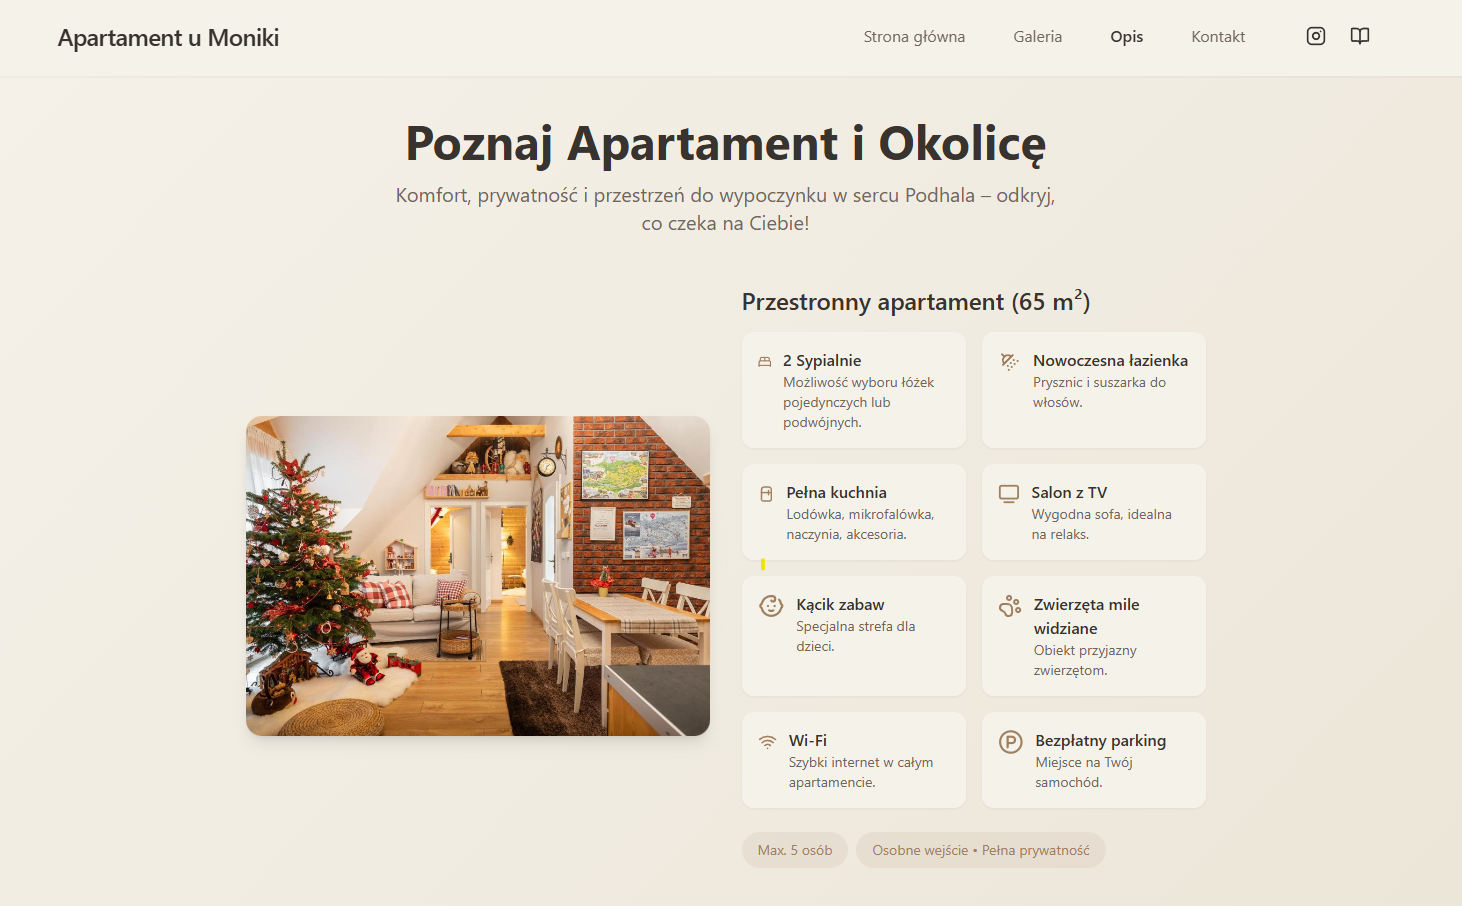 Apartament u Moniki
Strona główna
Galeria
Opis
Kontakt
Poznaj Apartament i Okolicę
Komfort, prywatność i przestrzeń do wypoczynku w sercu Podhala – odkryj,
co czeka na Ciebie!
Przestronny apartament (65 m²)
2 Sypialnie
Możliwość wyboru łóżek
pojedynczych lub
podwójnych.
Nowoczesna łazienka
Prysznic i suszarka do
włosów.
Pełna kuchnia
Lodówka, mikrofalówka,
naczynia, akcesoria.
Salon z TV
Wygodna sofa, idealna
na relaks.
Kącik zabaw
Specjalna strefa dla
dzieci.
Zwierzęta mile
widziane
Obiekt przyjazny
zwierzętom.
Wi-Fi
Szybki internet w całym
apartamencie.
Bezpłatny parking
Miejsce na Twój
samochód.
Max. 5 osób
Osobne wejście • Pełna prywatność